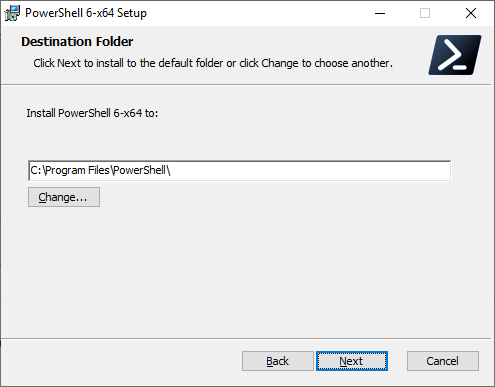 PowerShell 6-x64 Setup
Destination Folder
Click Next to install to the default folder or click Change to choose another.
Install PowerShell 6-x64 to:
C:\Program Files\PowerShell\
Change...
Back
Next
Cancel